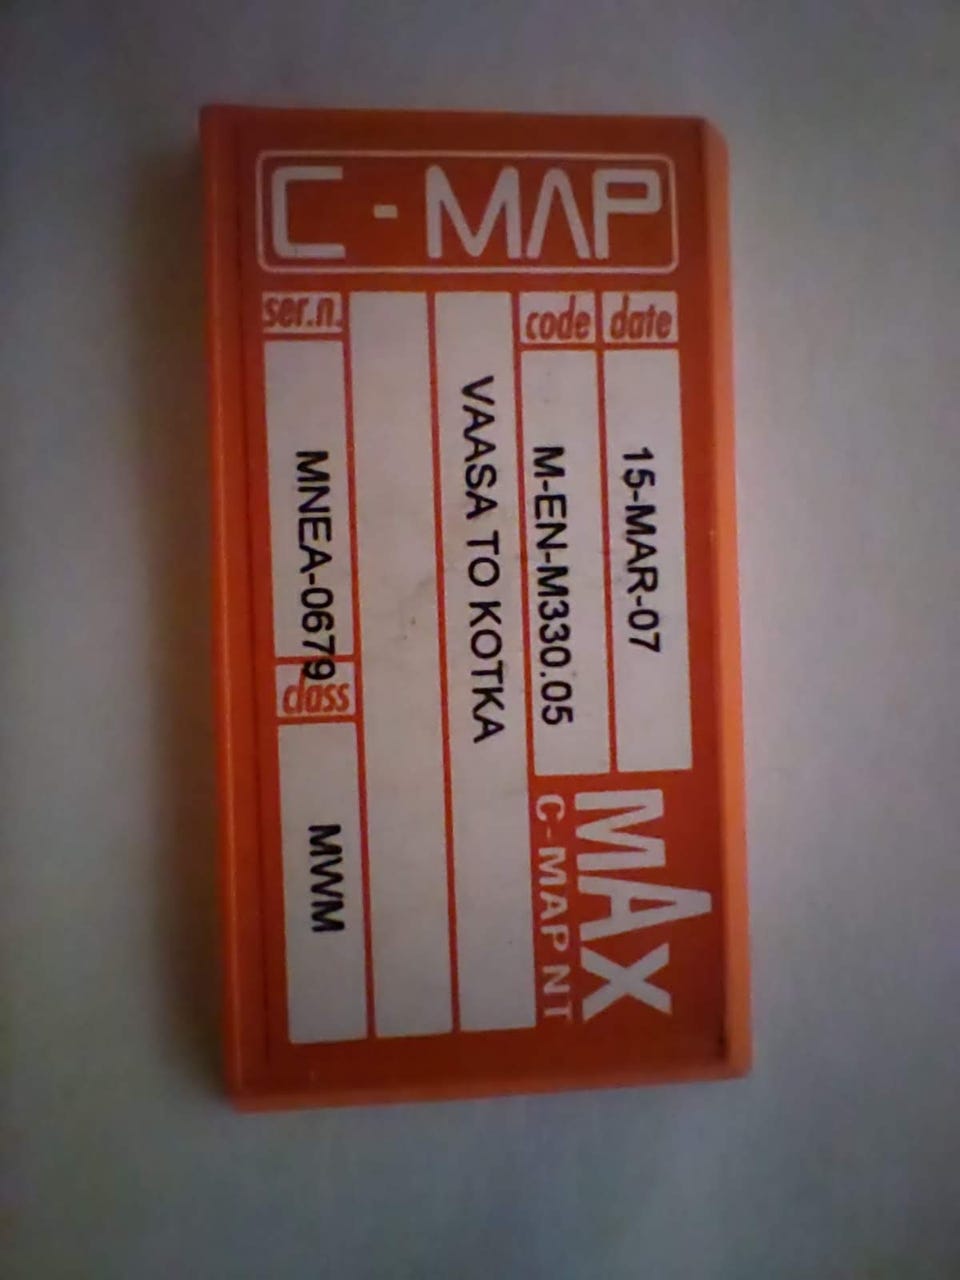 C-MAP
date 15-MAR-07
code M-EN-M330.05
VAASA TO KOTKA
ser.n. MNEA-0679 class MWM
MAX
C-MAP NT